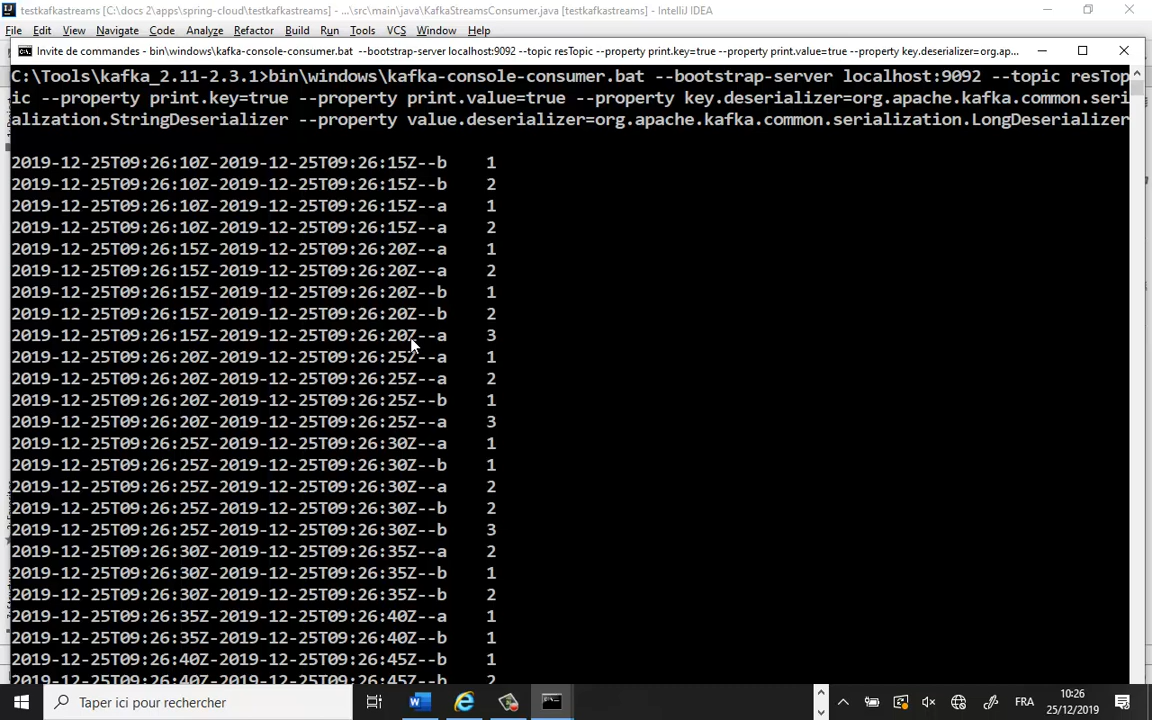 testkafkastreams [C:\docs 2\apps\spring-cloud\testkafkastreams] - ...\src\main\java\KafkaStreamsConsumer.java [testkafkastreams] - IntelliJ IDEA
File Edit View Navigate Code Analyze Refactor Build Run Tools VCS Window Help
Invite de commandes - bin\windows\kafka-console-consumer.bat --bootstrap-server localhost:9092 --topic resTopic --property print.key=true --property print.value=true --property key.deserializer=org.ap...
C:\Tools\kafka_2.11-2.3.1>bin\windows\kafka-console-consumer.bat --bootstrap-server localhost:9092 --topic resTop
ic --property print.key=true --property print.value=true --property key.deserializer=org.apache.kafka.common.seri
alization.StringDeserializer --property value.deserializer=org.apache.kafka.common.serialization.LongDeserializer
2019-12-25T09:26:10Z-2019-12-25T09:26:15Z--b 1
2019-12-25T09:26:10Z-2019-12-25T09:26:15Z--b 2
2019-12-25T09:26:10Z-2019-12-25T09:26:15Z--a 1
2019-12-25T09:26:10Z-2019-12-25T09:26:15Z--a 2
2019-12-25T09:26:15Z-2019-12-25T09:26:20Z--a 1
2019-12-25T09:26:15Z-2019-12-25T09:26:20Z--a 2
2019-12-25T09:26:15Z-2019-12-25T09:26:20Z--b 1
2019-12-25T09:26:15Z-2019-12-25T09:26:20Z--b 2
2019-12-25T09:26:15Z-2019-12-25T09:26:20Z--a 3
2019-12-25T09:26:20Z-2019-12-25T09:26:25Z--a 1
2019-12-25T09:26:20Z-2019-12-25T09:26:25Z--a 2
2019-12-25T09:26:20Z-2019-12-25T09:26:25Z--b 1
2019-12-25T09:26:20Z-2019-12-25T09:26:25Z--a 3
2019-12-25T09:26:25Z-2019-12-25T09:26:30Z--a 1
2019-12-25T09:26:25Z-2019-12-25T09:26:30Z--b 1
2019-12-25T09:26:25Z-2019-12-25T09:26:30Z--a 2
2019-12-25T09:26:25Z-2019-12-25T09:26:30Z--b 2
2019-12-25T09:26:25Z-2019-12-25T09:26:30Z--b 3
2019-12-25T09:26:30Z-2019-12-25T09:26:35Z--a 2
2019-12-25T09:26:30Z-2019-12-25T09:26:35Z--b 1
2019-12-25T09:26:30Z-2019-12-25T09:26:35Z--b 2
2019-12-25T09:26:35Z-2019-12-25T09:26:40Z--a 1
2019-12-25T09:26:35Z-2019-12-25T09:26:40Z--b 1
2019-12-25T09:26:40Z-2019-12-25T09:26:45Z--b 1
2019-12-25T09:26:40Z-2019-12-25T09:26:45Z--b 2
Taper ici pour rechercher
FRA
10:26
25/12/2019